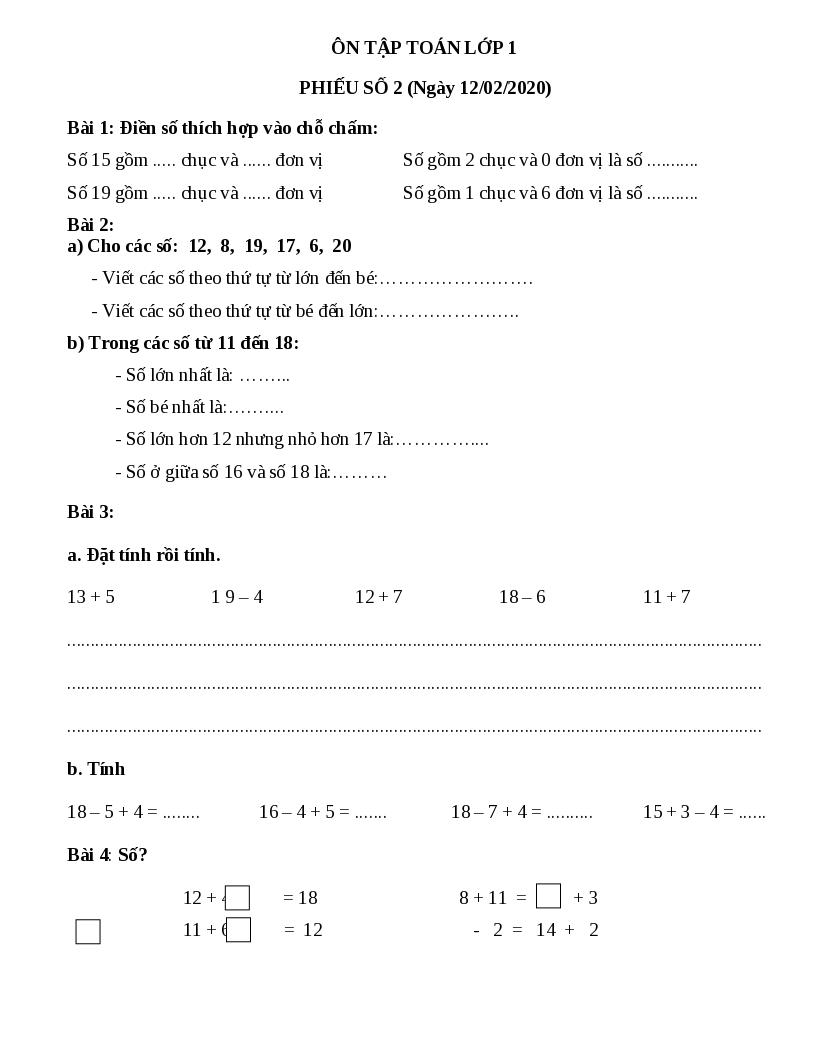 ÔN TẬP TOÁN LỚP 1
PHIẾU SỐ 2 (Ngày 12/02/2020)
Bài 1: Điền số thích hợp vào chỗ chấm:
Số 15 gồm ..... chục và ...... đơn vị Số gồm 2 chục và 0 đơn vị là số ...........
Số 19 gồm ..... chục và ...... đơn vị Số gồm 1 chục và 6 đơn vị là số ...........
Bài 2:
a) Cho các số: 12, 8, 19, 17, 6, 20
- Viết các số theo thứ tự từ lớn đến bé:…………………….
- Viết các số theo thứ tự từ bé đến lớn:…………………..
b) Trong các số từ 11 đến 18:
- Số lớn nhất là: ……..
- Số bé nhất là:……...
- Số lớn hơn 12 nhưng nhỏ hơn 17 là:…………....
- Số ở giữa số 16 và số 18 là:………
Bài 3:
a. Đặt tính rồi tính.
13 + 5 1 9 – 4 12 + 7 18 – 6 11 + 7
....................................................................................................................................................
....................................................................................................................................................
....................................................................................................................................................
b. Tính
18 – 5 + 4 = ........ 16 – 4 + 5 = ....... 18 – 7 + 4 = .......... 15 + 3 – 4 = ......
Bài 4: Số?
12 + = 18 8 + 11 = + 3
11 + = 12 - 2 = 14 + 2